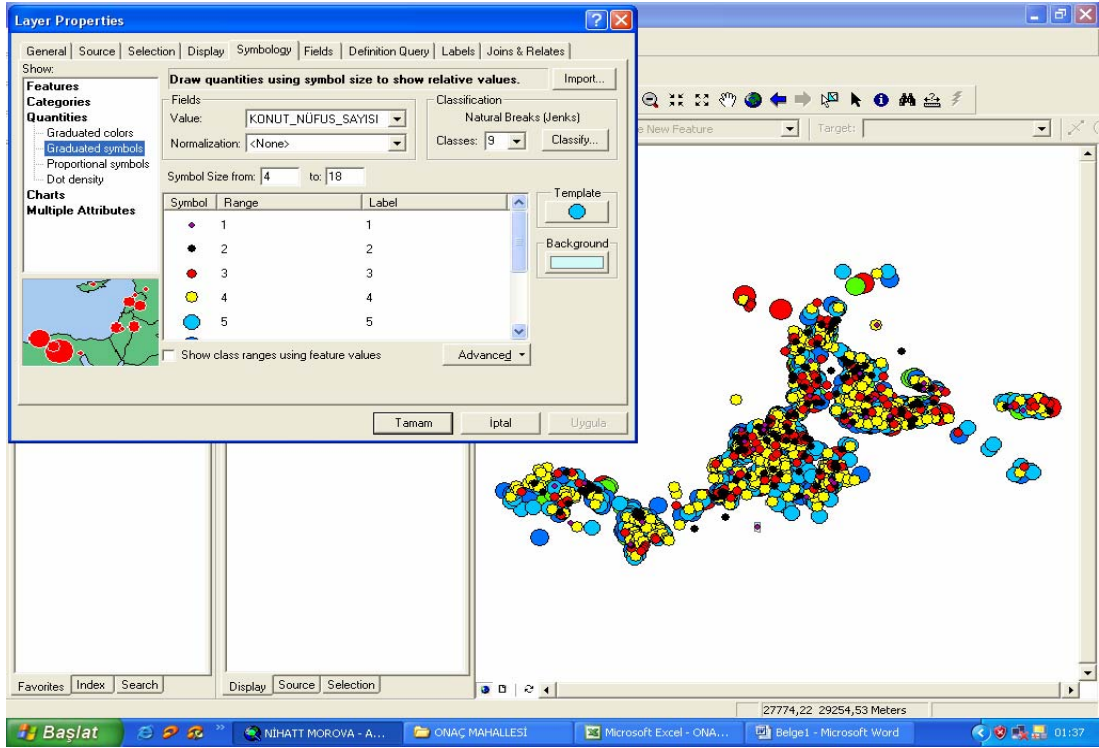 Layer Properties
General Source Selection Display Symbology Fields Definition Query Labels Joins & Relates
Show:
Features
Categories
Quantities
Graduated colors
Graduated symbols
Proportional symbols
Dot density
Charts
Multiple Attributes
Draw quantities using symbol size to show relative values.
Import...
Fields
Value: KONUT_NÜFUS_SAYISI
Normalization: <None>
Classification
Natural Breaks (Jenks)
Classes: 9 Classify...
Symbol Size from: 4 to: 18
Symbol Range Label
1 1
2 2
3 3
4 4
5 5
Template
Background
Show class ranges using feature values
Advanced
Tamam İptal Uygula
e New Feature Target:
Favorites Index Search
Display Source Selection
27774,22 29254,53 Meters
Başlat
NİHATT MOROVA - A...
ONAÇ MAHALLESİ
Microsoft Excel - ONA...
Belge1 - Microsoft Word
01:37